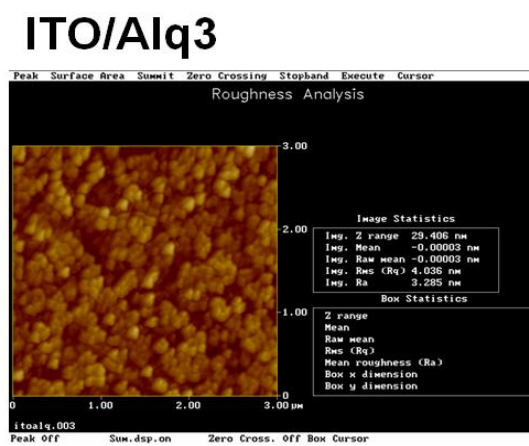 ITO/Alq3
Peak Surface Area Summit Zero Crossing Stopband Execute Cursor
Roughness Analysis
3.00
2.00
1.00
0
0 1.00 2.00 3.00 µm
Image Statistics
Img. Z range 29.406 nm
Img. Mean -0.00003 nm
Img. Raw mean -0.00003 nm
Img. Rms (Rq) 4.036 nm
Img. Ra 3.285 nm
Box Statistics
Z range
Mean
Raw mean
Rms (Rq)
Mean roughness (Ra)
Box x dimension
Box y dimension
itoalq.003
Peak Off Sum.dsp.on Zero Cross. Off Box Cursor